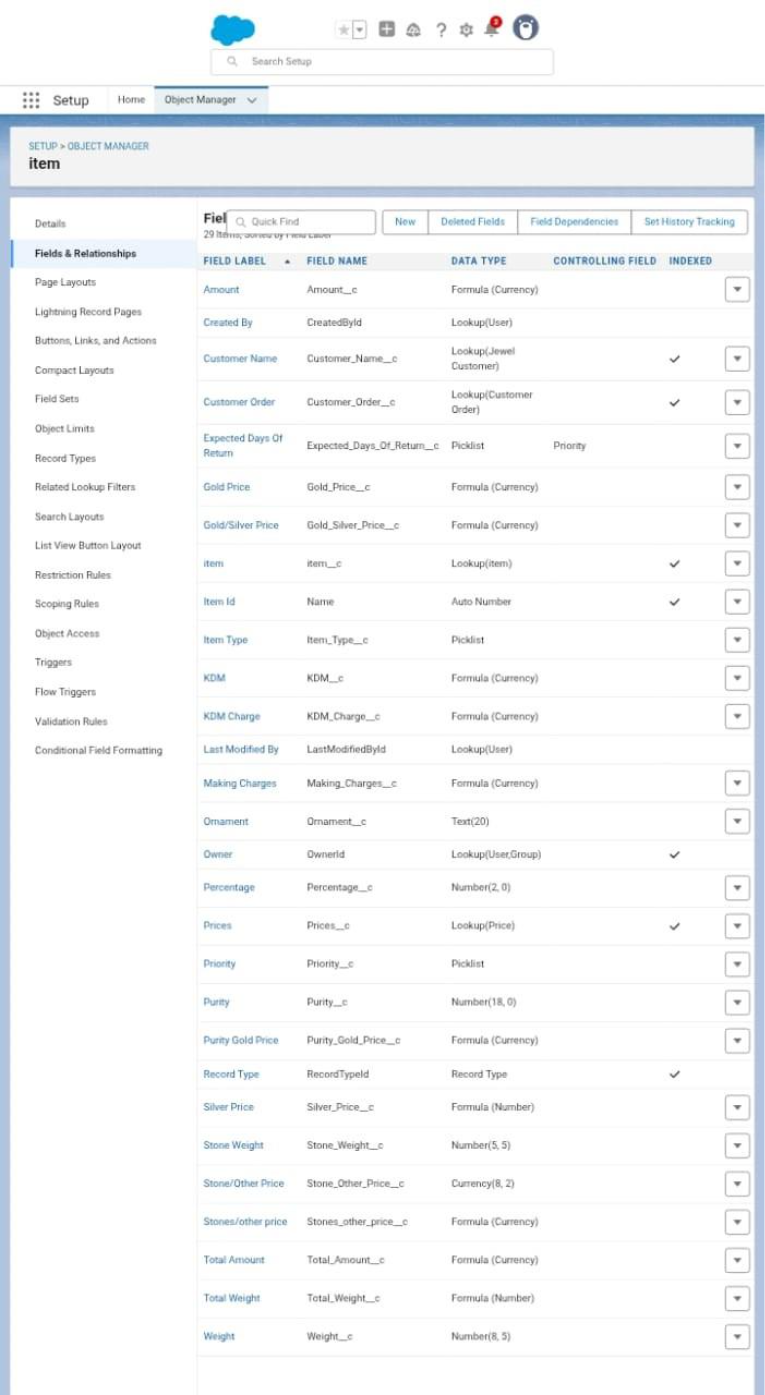 3
Search Setup
Setup Home Object Manager
SETUP > OBJECT MANAGER
item
Details
Fields & Relationships
Page Layouts
Lightning Record Pages
Buttons, Links, and Actions
Compact Layouts
Field Sets
Object Limits
Record Types
Related Lookup Filters
Search Layouts
List View Button Layout
Restriction Rules
Scoping Rules
Object Access
Triggers
Flow Triggers
Validation Rules
Conditional Field Formatting
Quick Find New Deleted Fields Field Dependencies Set History Tracking
29 Items, Sorted by Field Label
FIELD LABEL FIELD NAME DATA TYPE CONTROLLING FIELD INDEXED
Amount Amount__c Formula (Currency)
Created By CreatedById Lookup(User)
Customer Name Customer_Name__c Lookup(Jewel
Customer)
Customer Order Customer_Order__c Lookup(Customer
Order)
Expected Days Of
Return Expected_Days_Of_Return__c Picklist Priority
Gold Price Gold_Price__c Formula (Currency)
Gold/Silver Price Gold_Silver_Price__c Formula (Currency)
item item__c Lookup(item)
Item Id Name Auto Number
Item Type Item_Type__c Picklist
KDM KDM__c Formula (Currency)
KDM Charge KDM_Charge__c Formula (Currency)
Last Modified By LastModifiedById Lookup(User)
Making Charges Making_Charges__c Formula (Currency)
Ornament Ornament__c Text(20)
Owner OwnerId Lookup(User,Group)
Percentage Percentage__c Number(2, 0)
Prices Prices__c Lookup(Price)
Priority Priority__c Picklist
Purity Purity__c Number(18, 0)
Purity Gold Price Purity_Gold_Price__c Formula (Currency)
Record Type RecordTypeId Record Type
Silver Price Silver_Price__c Formula (Number)
Stone Weight Stone_Weight__c Number(5, 5)
Stone/Other Price Stone_Other_Price__c Currency(8, 2)
Stones/other price Stones_other_price__c Formula (Currency)
Total Amount Total_Amount__c Formula (Currency)
Total Weight Total_Weight__c Formula (Number)
Weight Weight__c Number(8, 5)